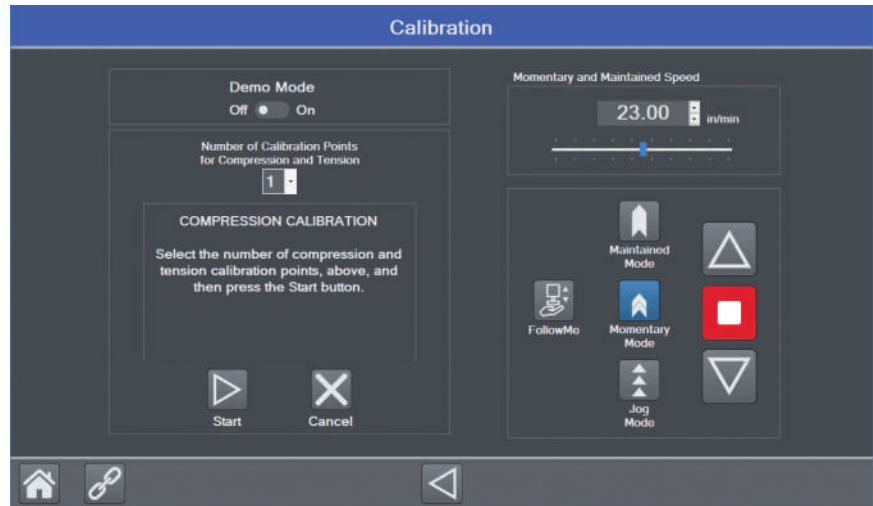 Calibration
Demo Mode
Off On
Number of Calibration Points
for Compression and Tension
1
COMPRESSION CALIBRATION
Select the number of compression and
tension calibration points, above, and
then press the Start button.
Start
Cancel
Momentary and Maintained Speed
23.00 in/min
Maintained
Mode
FollowMe
Momentary
Mode
Jog
Mode